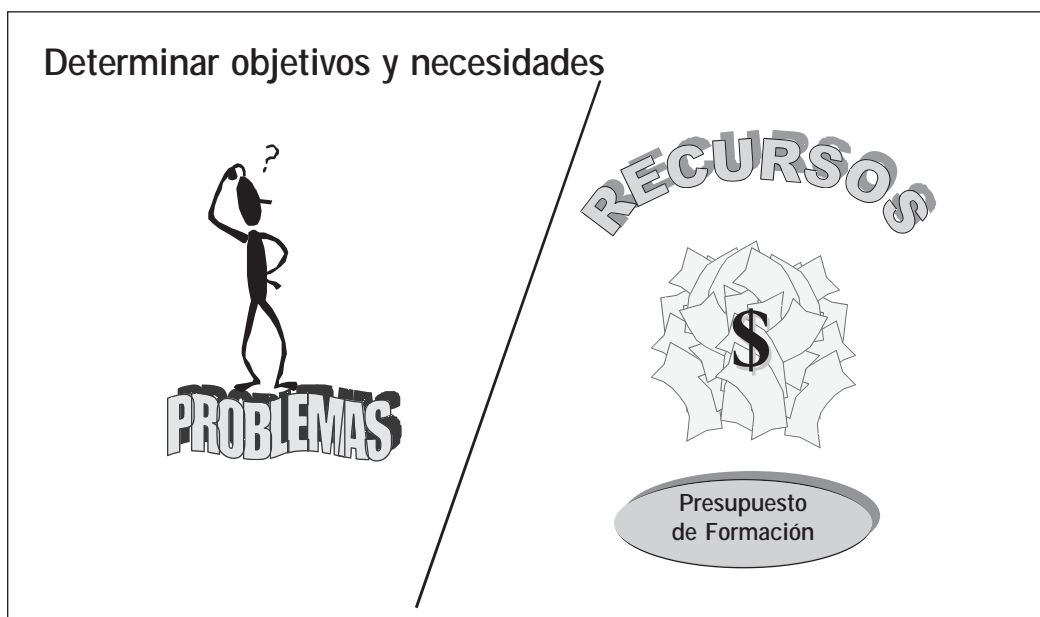 Determinar objetivos y necesidades
?
PROBLEMAS
RECURSOS
$
Presupuesto
de Formación